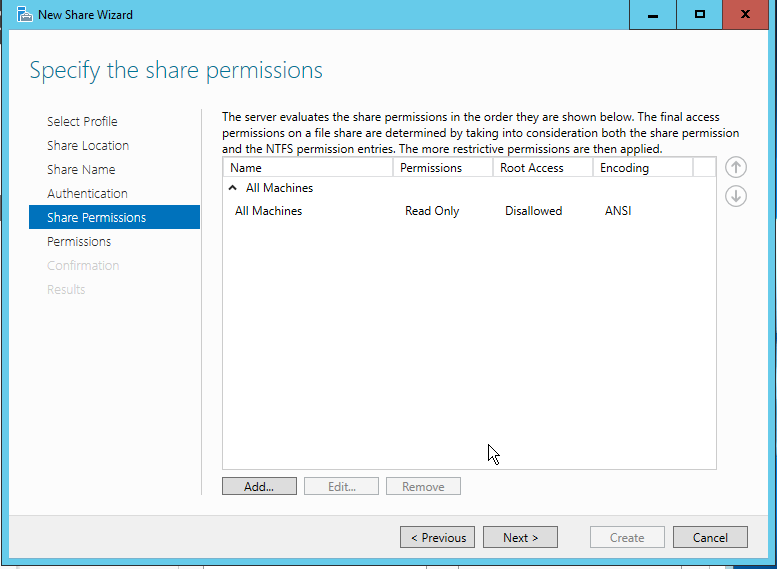 New Share Wizard
Specify the share permissions
Select Profile
Share Location
Share Name
Authentication
Share Permissions
Permissions
Confirmation
Results
The server evaluates the share permissions in the order they are shown below. The final access
permissions on a file share are determined by taking into consideration both the share permission
and the NTFS permission entries. The more restrictive permissions are then applied.
Name Permissions Root Access Encoding
All Machines
All Machines Read Only Disallowed ANSI
Add... Edit... Remove
< Previous Next > Create Cancel